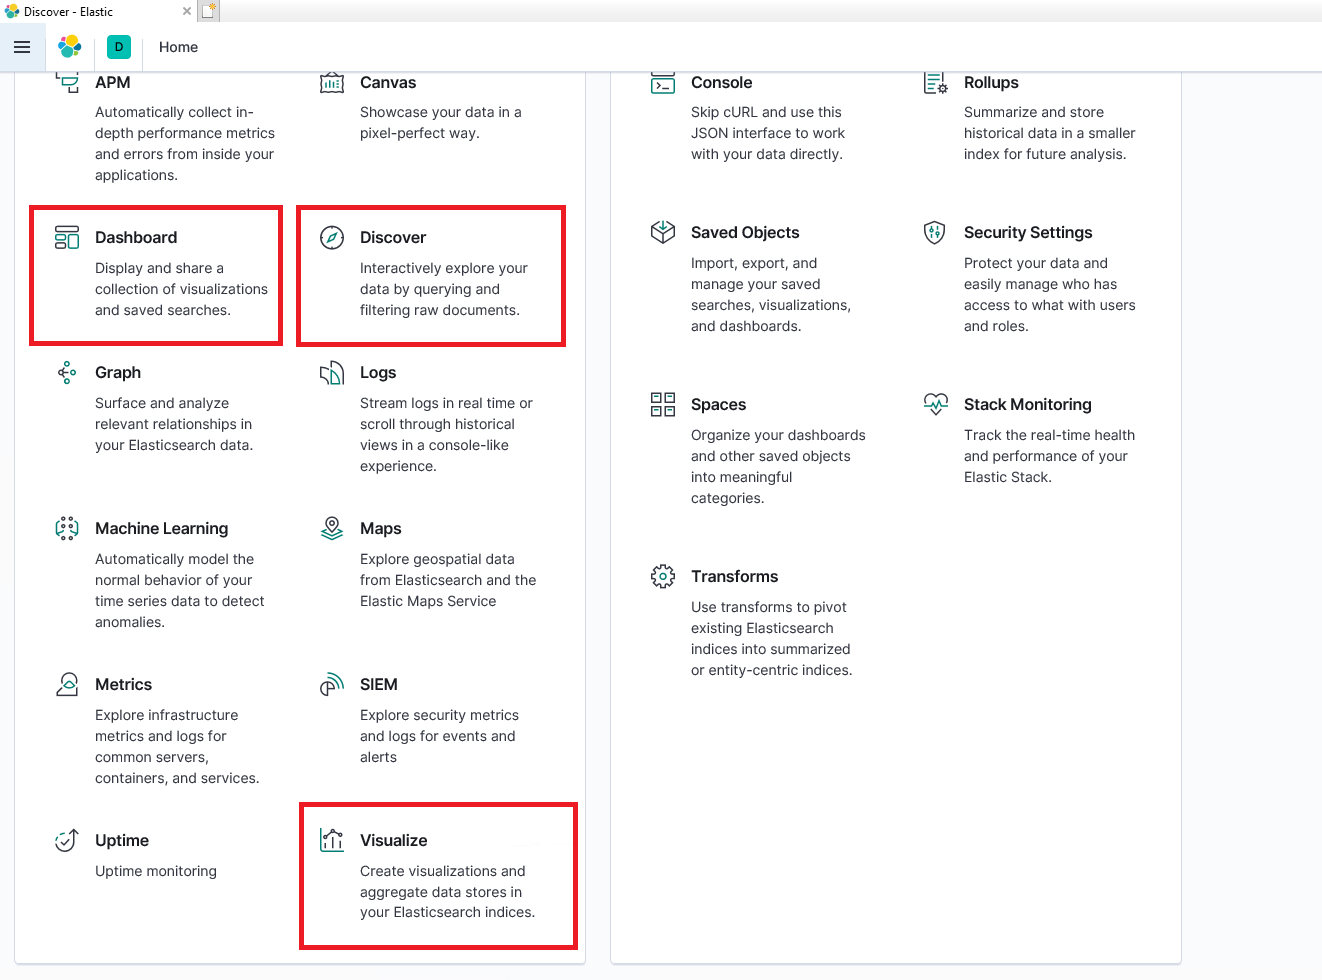 Discover - Elastic
D
Home
APM
Automatically collect in-
depth performance metrics
and errors from inside your
applications.
Canvas
Showcase your data in a
pixel-perfect way.
Dashboard
Display and share a
collection of visualizations
and saved searches.
Discover
Interactively explore your
data by querying and
filtering raw documents.
Graph
Surface and analyze
relevant relationships in
your Elasticsearch data.
Logs
Stream logs in real time or
scroll through historical
views in a console-like
experience.
Machine Learning
Automatically model the
normal behavior of your
time series data to detect
anomalies.
Maps
Explore geospatial data
from Elasticsearch and the
Elastic Maps Service
Metrics
Explore infrastructure
metrics and logs for
common servers,
containers, and services.
SIEM
Explore security metrics
and logs for events and
alerts
Uptime
Uptime monitoring
Visualize
Create visualizations and
aggregate data stores in
your Elasticsearch indices.
Console
Skip cURL and use this
JSON interface to work
with your data directly.
Rollups
Summarize and store
historical data in a smaller
index for future analysis.
Saved Objects
Import, export, and
manage your saved
searches, visualizations,
and dashboards.
Security Settings
Protect your data and
easily manage who has
access to what with users
and roles.
Spaces
Organize your dashboards
and other saved objects
into meaningful
categories.
Stack Monitoring
Track the real-time health
and performance of your
Elastic Stack.
Transforms
Use transforms to pivot
existing Elasticsearch
indices into summarized
or entity-centric indices.